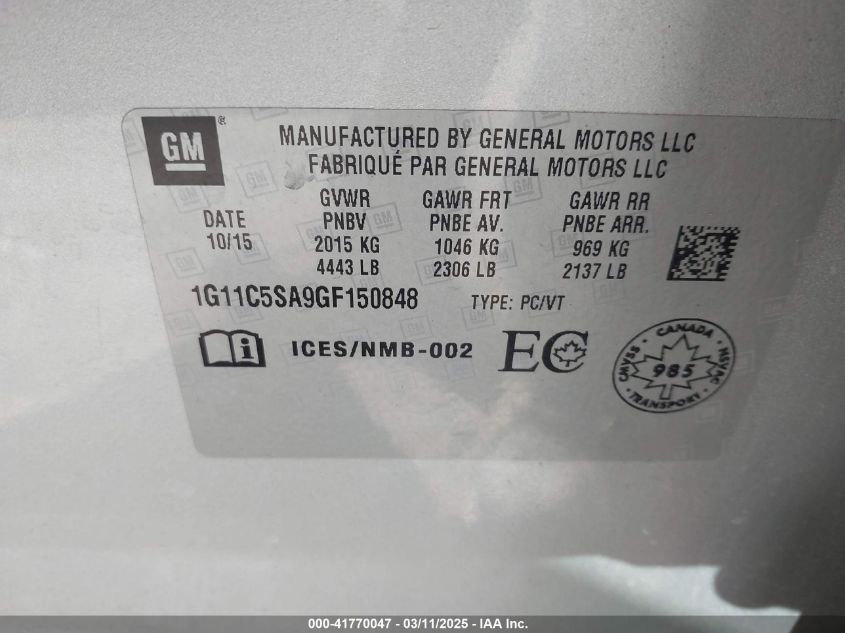 GM ®
MANUFACTURED BY GENERAL MOTORS LLC
FABRIQUÉ PAR GENERAL MOTORS LLC
DATE
10/15
GVWR
PNBV
2015 KG
4443 LB
GAWR FRT
PNBE AV.
1046 KG
2306 LB
GAWR RR
PNBE ARR.
969 KG
2137 LB
1G11C5SA9GF150848 TYPE: PC/VT
i ICES/NMB-002 EC
CANADA
CMVSS 985 NSVAC
TRANSPORT
000-41770047 - 03/11/2025 - IAA Inc.